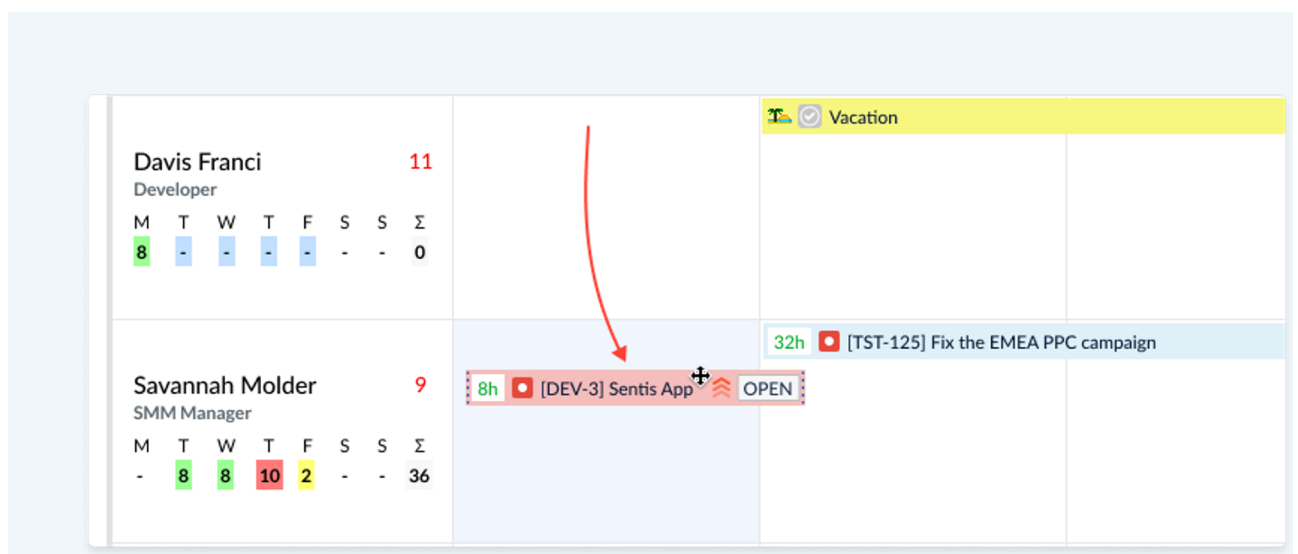 Vacation
Davis Franci 11
Developer
M T W T F S S Σ
8 - - - - - - 0
32h [TST-125] Fix the EMEA PPC campaign
Savannah Molder 9
8h [DEV-3] Sentis App OPEN
SMM Manager
M T W T F S S Σ
- 8 8 10 2 - - 36